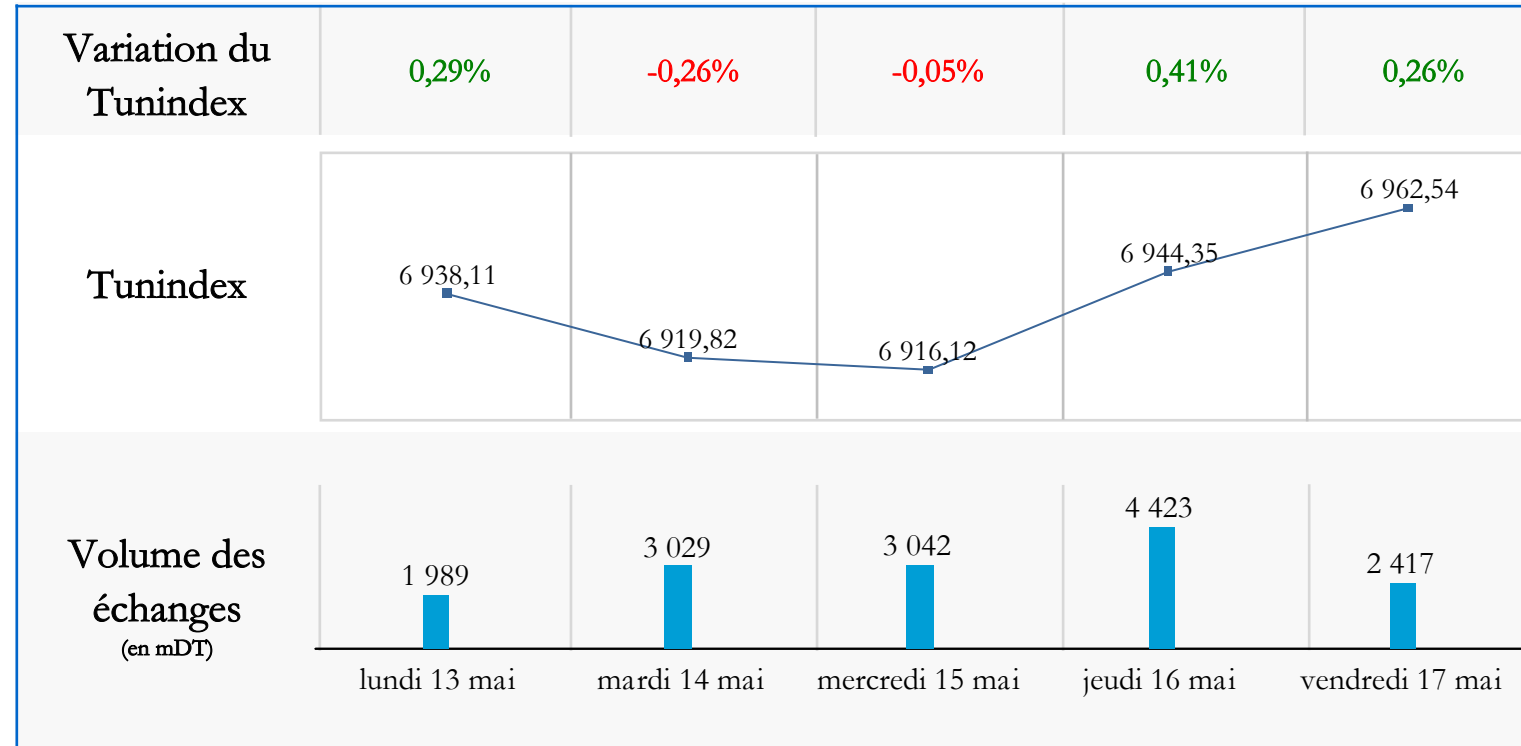 Variation du
Tunindex
0,29% -0,26% -0,05% 0,41% 0,26%
Tunindex
6 938,11 6 919,82 6 916,12 6 944,35 6 962,54
Volume des
échanges
(en mDT)
1 989 3 029 3 042 4 423 2 417
lundi 13 mai mardi 14 mai mercredi 15 mai jeudi 16 mai vendredi 17 mai